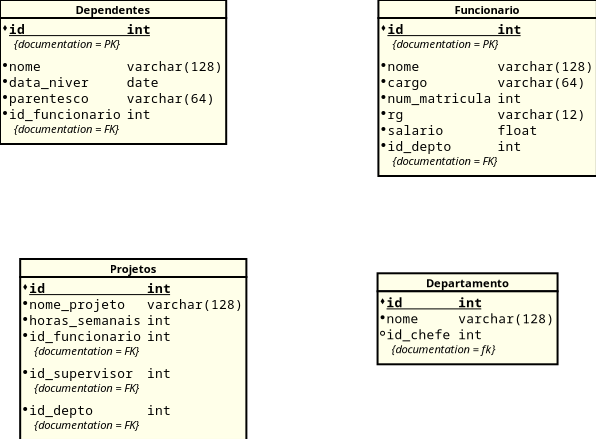 Dependentes
id int
{documentation = PK}
nome varchar(128)
data_niver date
parentesco varchar(64)
id_funcionario int
{documentation = FK}
Funcionario
id int
{documentation = PK}
nome varchar(128)
cargo varchar(64)
num_matricula int
rg varchar(12)
salario float
id_depto int
{documentation = FK}
Projetos
id int
nome_projeto varchar(128)
horas_semanais int
id_funcionario int
{documentation = FK}
id_supervisor int
{documentation = FK}
id_depto int
{documentation = FK}
Departamento
id int
nome varchar(128)
id_chefe int
{documentation = fk}